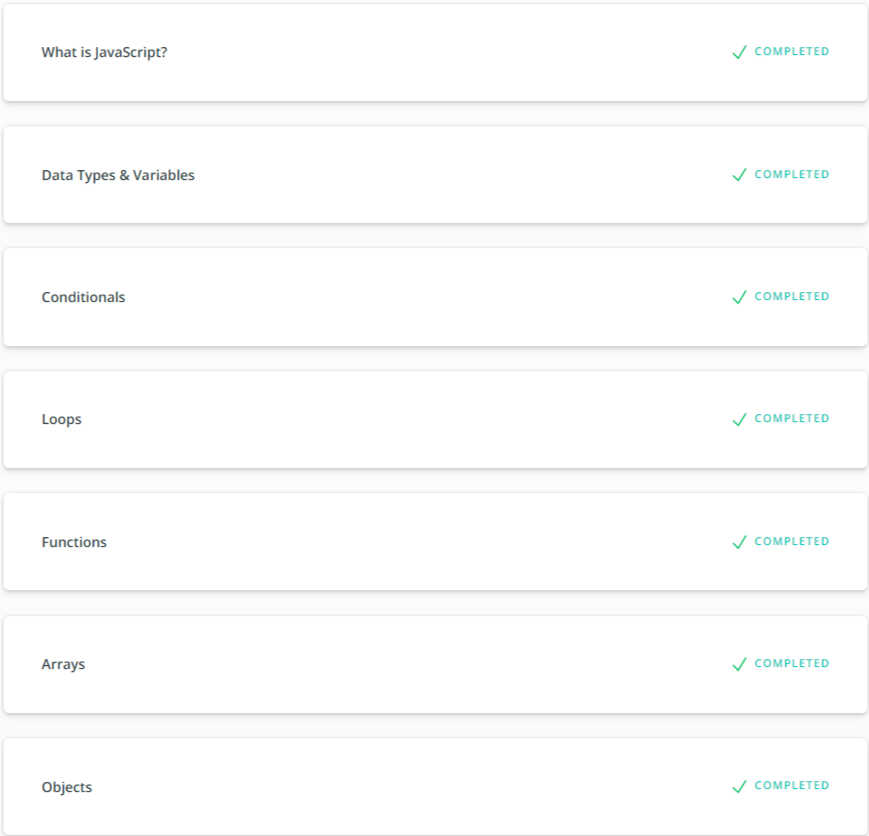 What is JavaScript? COMPLETED
Data Types & Variables COMPLETED
Conditionals COMPLETED
Loops COMPLETED
Functions COMPLETED
Arrays COMPLETED
Objects COMPLETED